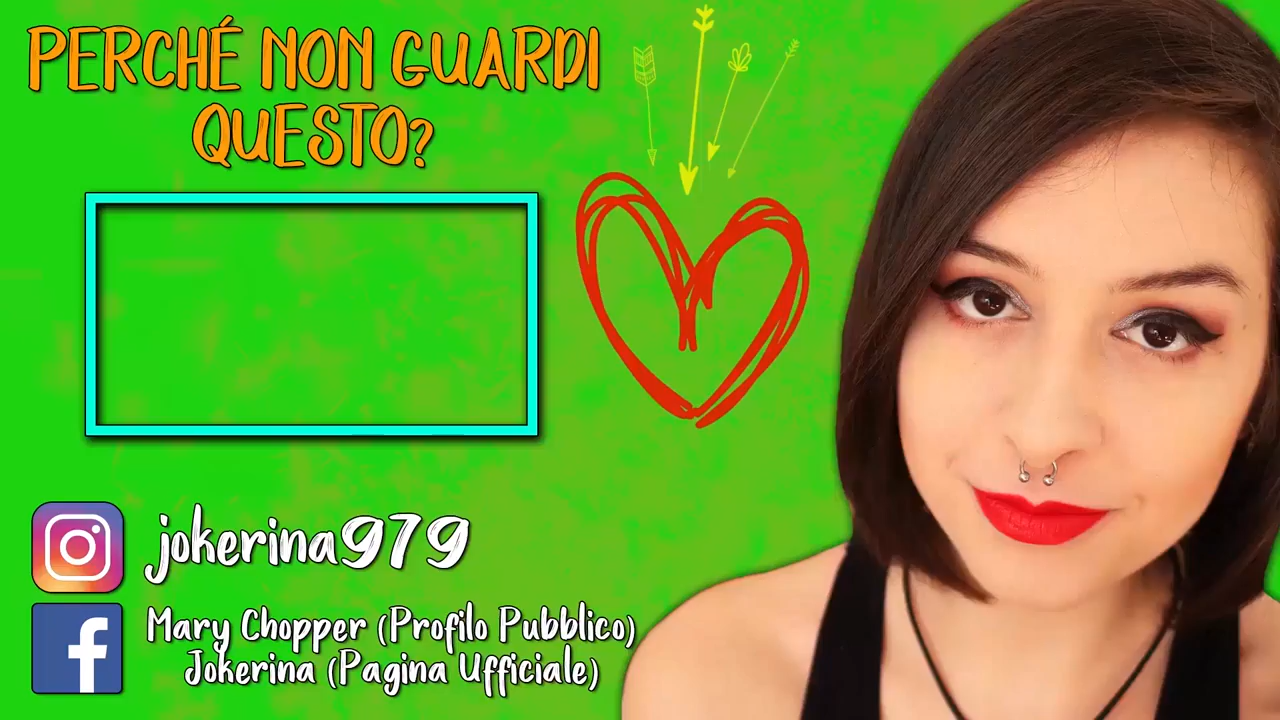 PERCHÉ NON GUARDI
QUESTO?
jokerina979
Mary Chopper (Profilo Pubblico)
Jokerina (Pagina Ufficiale)